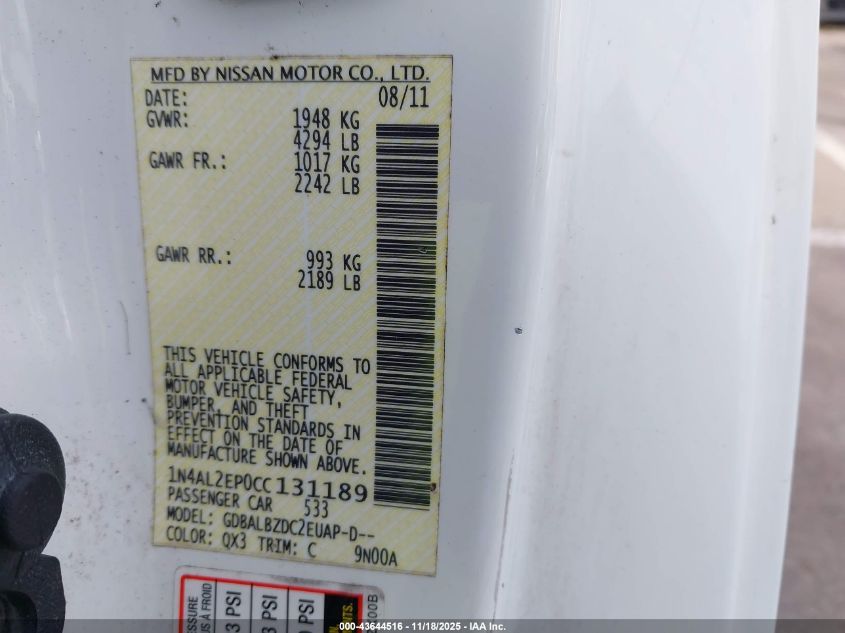 MFD BY NISSAN MOTOR CO., LTD.
DATE: 08/11
GVWR: 1948 KG
4294 LB
GAWR FR.: 1017 KG
2242 LB
GAWR RR.: 993 KG
2189 LB
THIS VEHICLE CONFORMS TO
ALL APPLICABLE FEDERAL
MOTOR VEHICLE SAFETY,
BUMPER, AND THEFT
PREVENTION STANDARDS IN
EFFECT ON THE DATE OF
MANUFACTURE SHOWN ABOVE.
1N4AL2EP0CC131189
PASSENGER CAR 533
MODEL: GDBALBZDC2EUAP-D--
COLOR: QX3 TRIM: C 9N00A
3 PSI
3 PSI
PSI
000-43644516 - 11/18/2025 - IAA Inc.